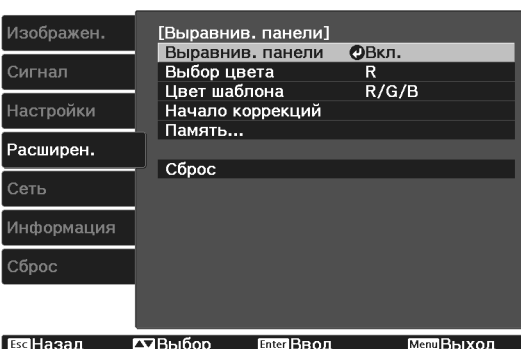 Изображен.
Сигнал
Настройки
Расширен.
Сеть
Информация
Сброс
[Выравнив. панели]
Выравнив. панели Вкл.
Выбор цвета R
Цвет шаблона R/G/B
Начало коррекций
Память...
Сброс
Esc Назад Выбор Enter Ввод Menu Выход